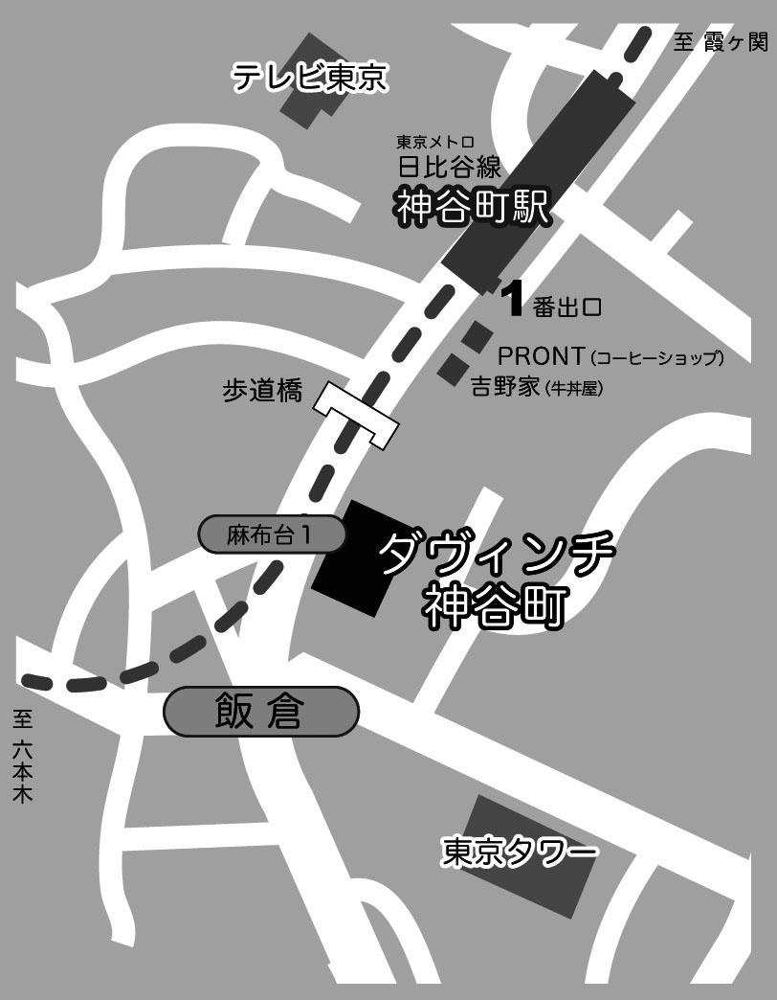 至 霞ヶ関
テレビ東京
東京メトロ
日比谷線
神谷町駅
1番出口
PRONT（コーヒーショップ）
吉野家（牛丼屋）
歩道橋
麻布台1
ダヴィンチ
神谷町
飯倉
至 六本木
東京タワー